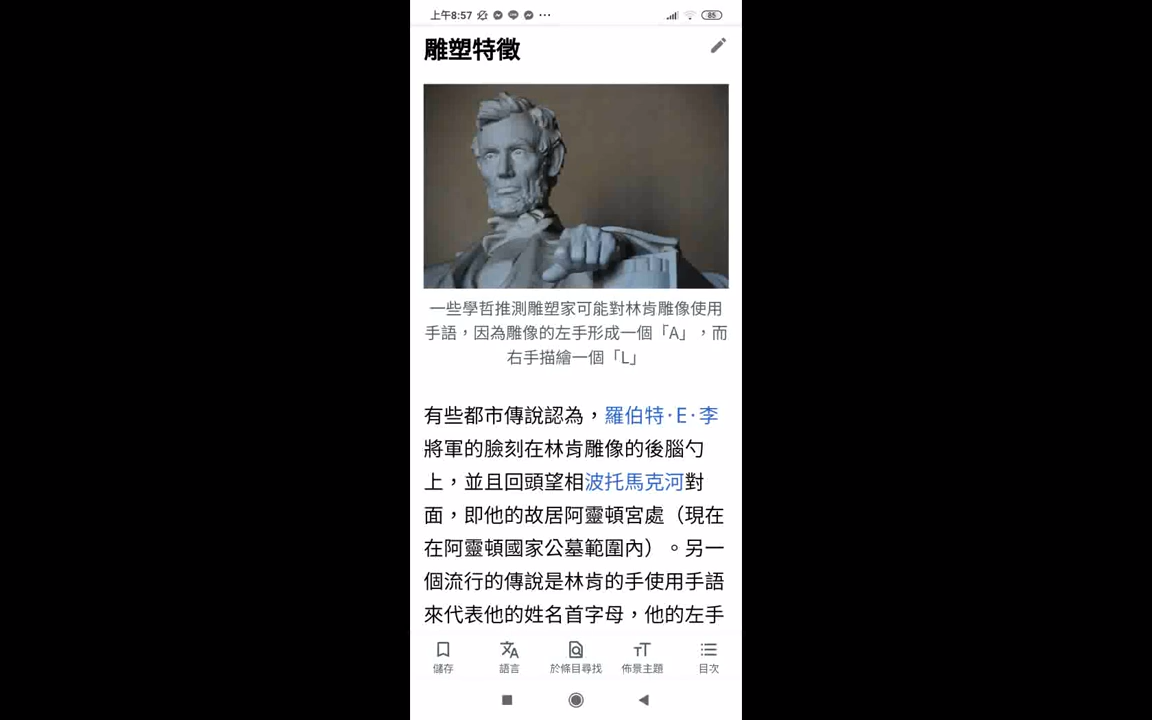 上午8:57
85
雕塑特徵
一些學哲推測雕塑家可能對林肯雕像使用
手語，因為雕像的左手形成一個「A」，而
右手描繪一個「L」
有些都市傳說認為，羅伯特·E·李
將軍的臉刻在林肯雕像的後腦勺
上，並且回頭望相波托馬克河對
面，即他的故居阿靈頓宮處（現在
在阿靈頓國家公墓範圍內）。另一
個流行的傳說是林肯的手使用手語
來代表他的姓名首字母，他的左手
儲存 語言 於條目尋找 佈景主題 目次